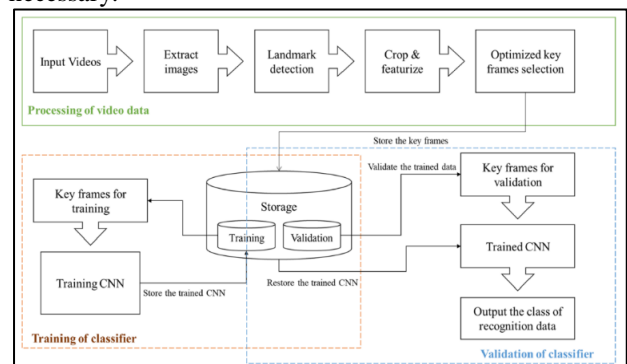 necessary.
Input Videos
Extract
images
Landmark
detection
Crop &
featurize
Optimized key
frames selection
Processing of video data
Store the key frames
Validate the trained data
Key frames for
training
Storage
Key frames for
validation
Training
Validation
Trained CNN
Training CNN
Store the trained CNN
Restore the trained CNN
Output the class of
recognition data
Training of classifier
Validation of classifier